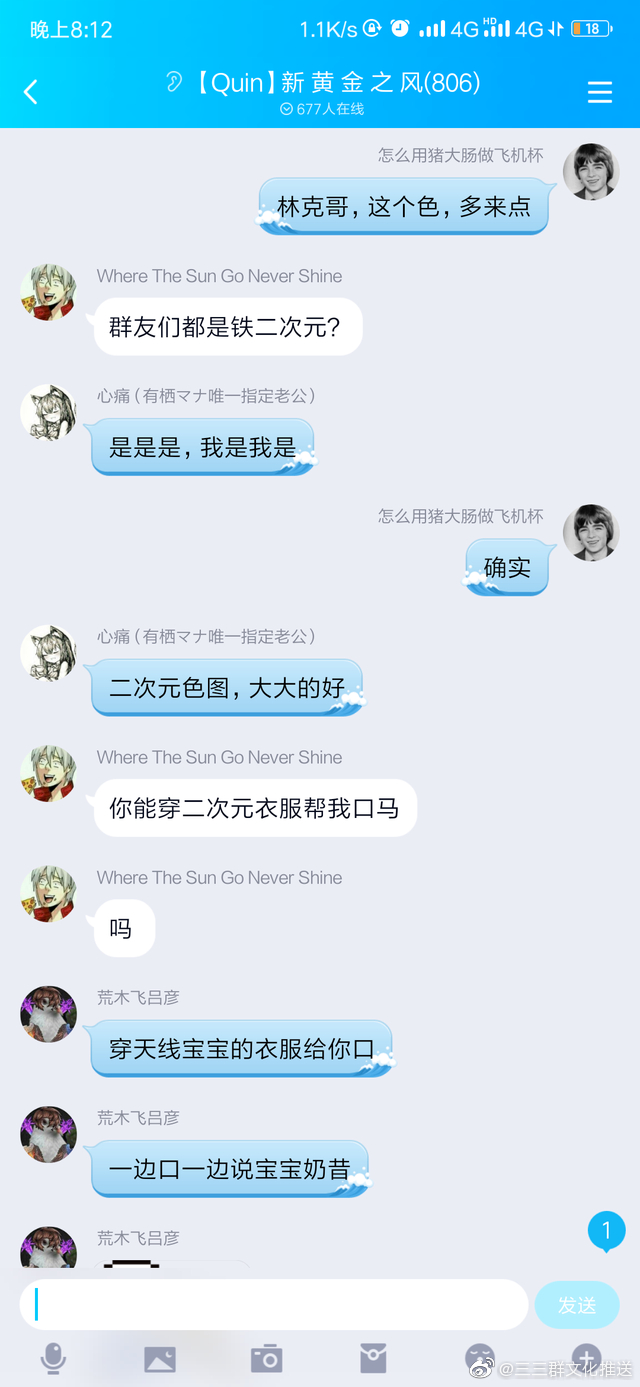 晚上8:12
1.1K/s 4G HD 4G 18
【Quin】新黄金之风(806)
677人在线
怎么用猪大肠做飞机杯
林克哥，这个色，多来点
Where The Sun Go Never Shine
群友们都是铁二次元？
心痛（有栖マナ唯一指定老公）
是是是，我是我是
怎么用猪大肠做飞机杯
确实
心痛（有栖マナ唯一指定老公）
二次元色图，大大的好
Where The Sun Go Never Shine
你能穿二次元衣服帮我口马
Where The Sun Go Never Shine
吗
荒木飞吕彦
穿天线宝宝的衣服给你口
荒木飞吕彦
一边口一边说宝宝奶昔
荒木飞吕彦
1
发送
@三三群文化推送